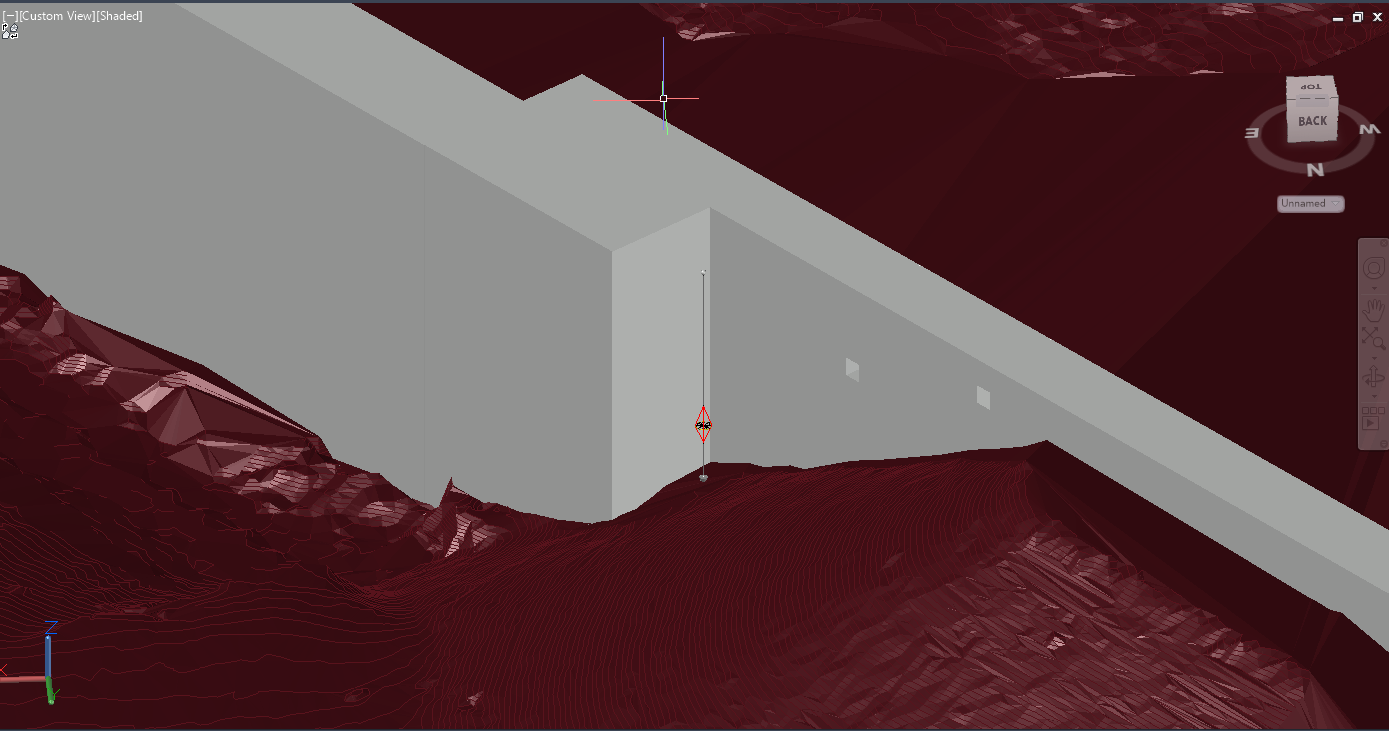 [−][Custom View][Shaded]
TOP
BACK
E
W
N
Unnamed
Z
X
Y